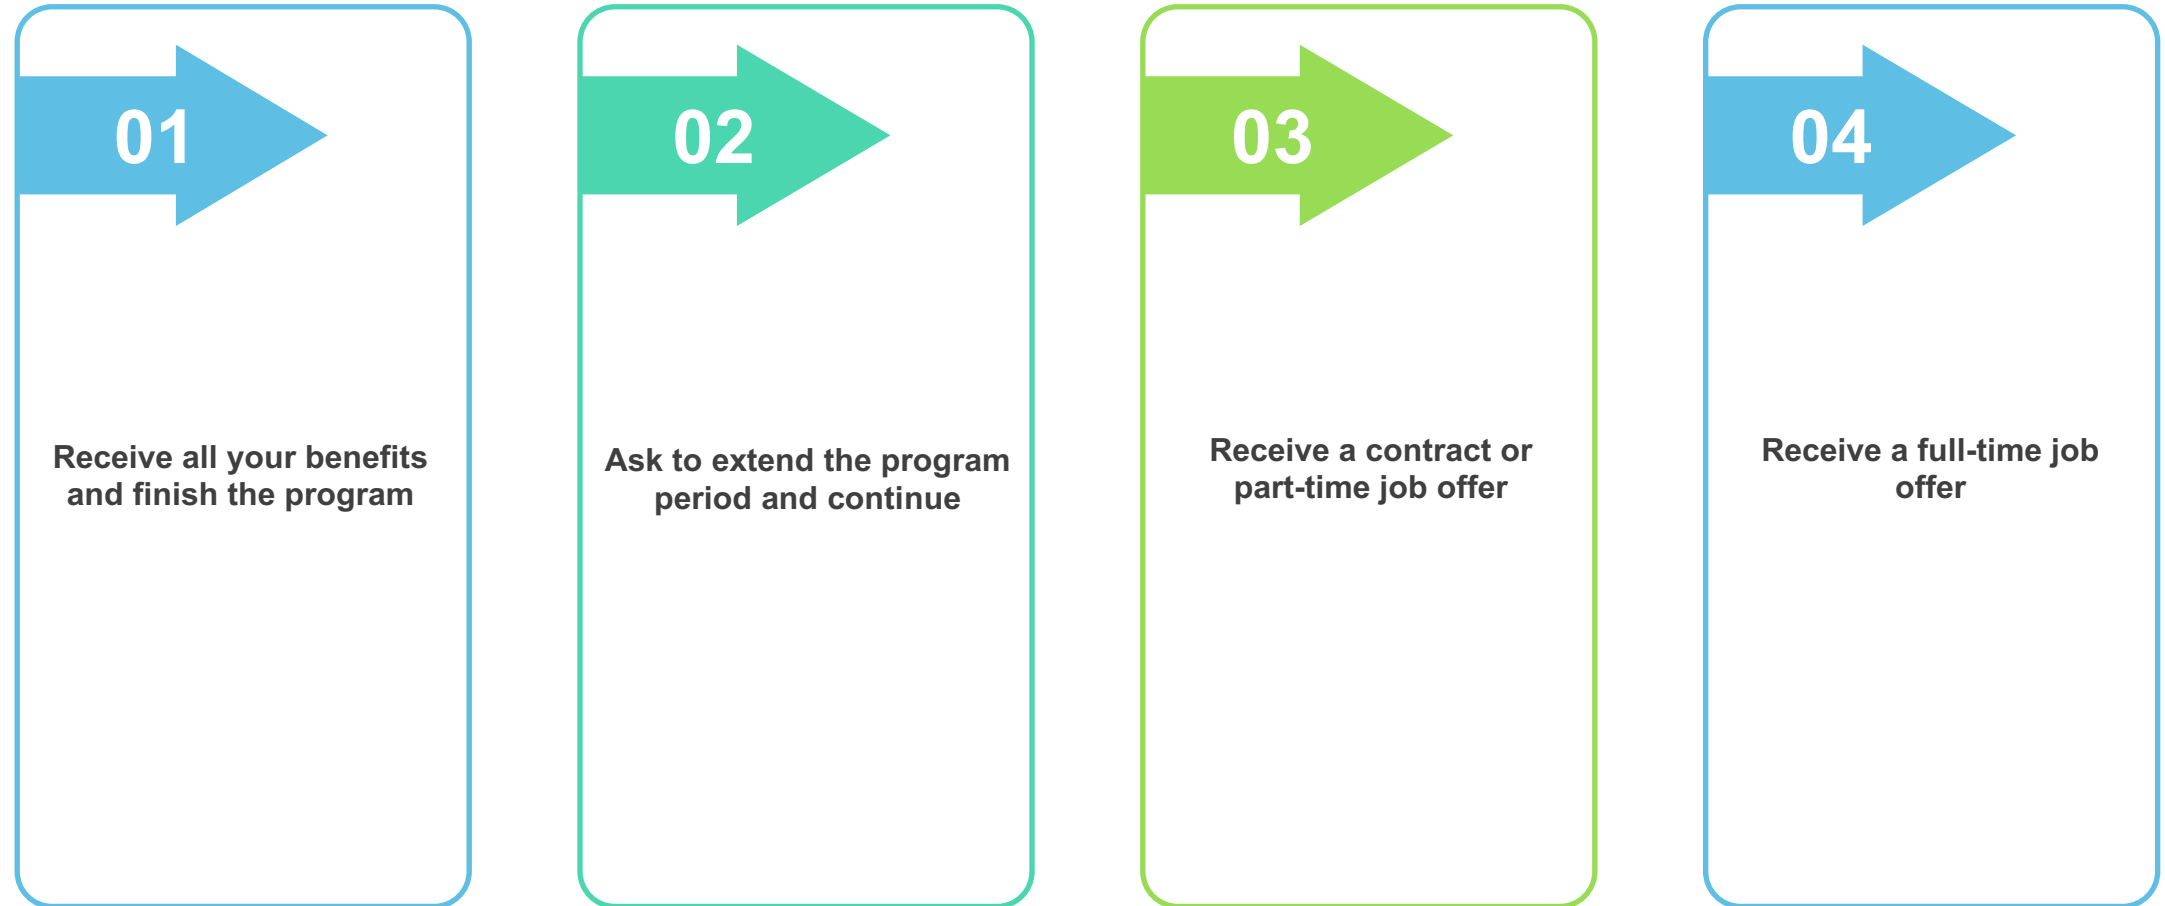 01
Receive all your benefits
and finish the program
02
Ask to extend the program
period and continue
03
Receive a contract or
part-time job offer
04
Receive a full-time job
offer